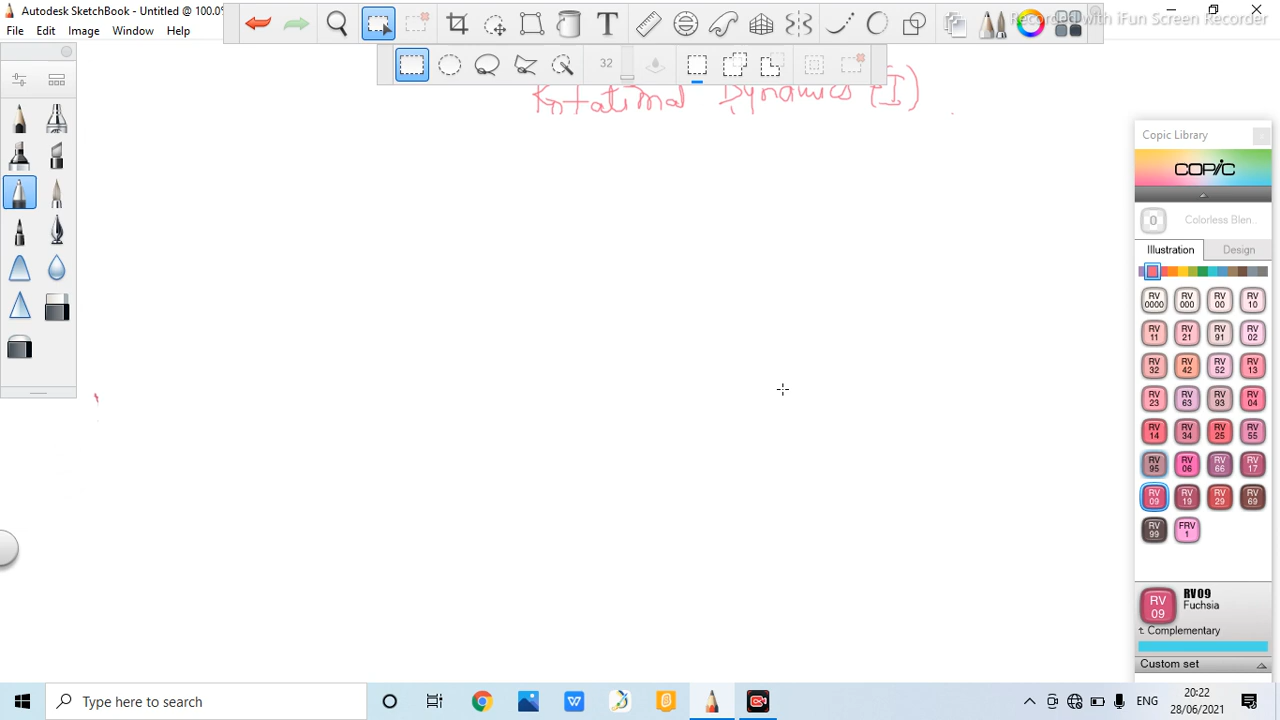 Autodesk SketchBook - Untitled @ 100.0%
Recorded with iFun Screen Recorder
File Edit Image Window Help
T
32
Rotational Dynamics (I)
Copic Library
COPIC
0 Colorless Blen..
Illustration Design
RV 0000 RV 000 RV 00 RV 10
RV 11 RV 21 RV 91 RV 02
RV 32 RV 42 RV 52 RV 13
RV 23 RV 63 RV 93 RV 04
RV 14 RV 34 RV 25 RV 55
RV 95 RV 06 RV 66 RV 17
RV 09 RV 19 RV 29 RV 69
RV 99 FRV 1
RV 09 RV09
Fuchsia
t. Complementary
Custom set
Type here to search
W
ENG
20:22
28/06/2021